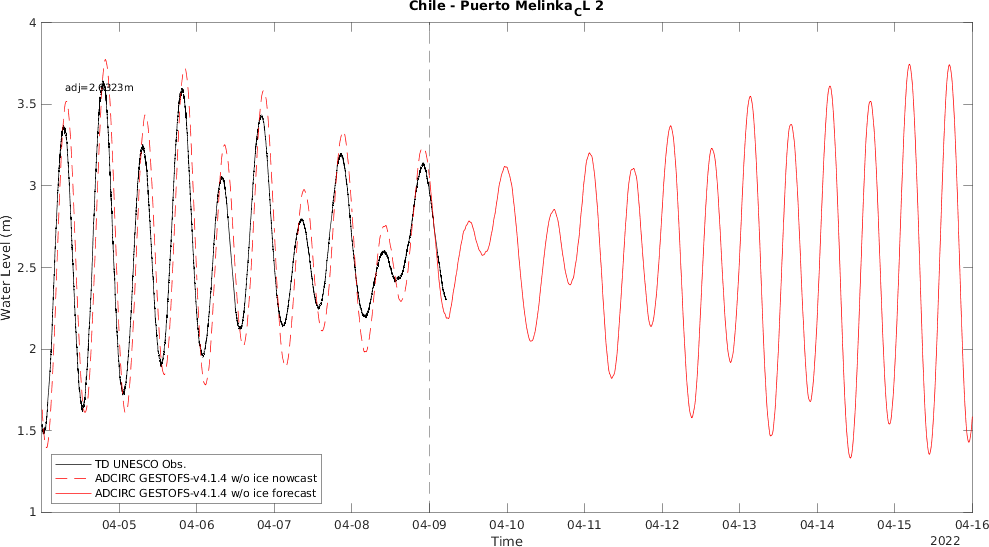 Chile - Puerto Melinka_CL 2
4
adj=2.6323m
3.5
3
2.5
2
1.5
1
Water Level (m)
TD UNESCO Obs.
ADCIRC GESTOFS-v4.1.4 w/o ice nowcast
ADCIRC GESTOFS-v4.1.4 w/o ice forecast
04-05 04-06 04-07 04-08 04-09 04-10 04-11 04-12 04-13 04-14 04-15 04-16
Time
2022